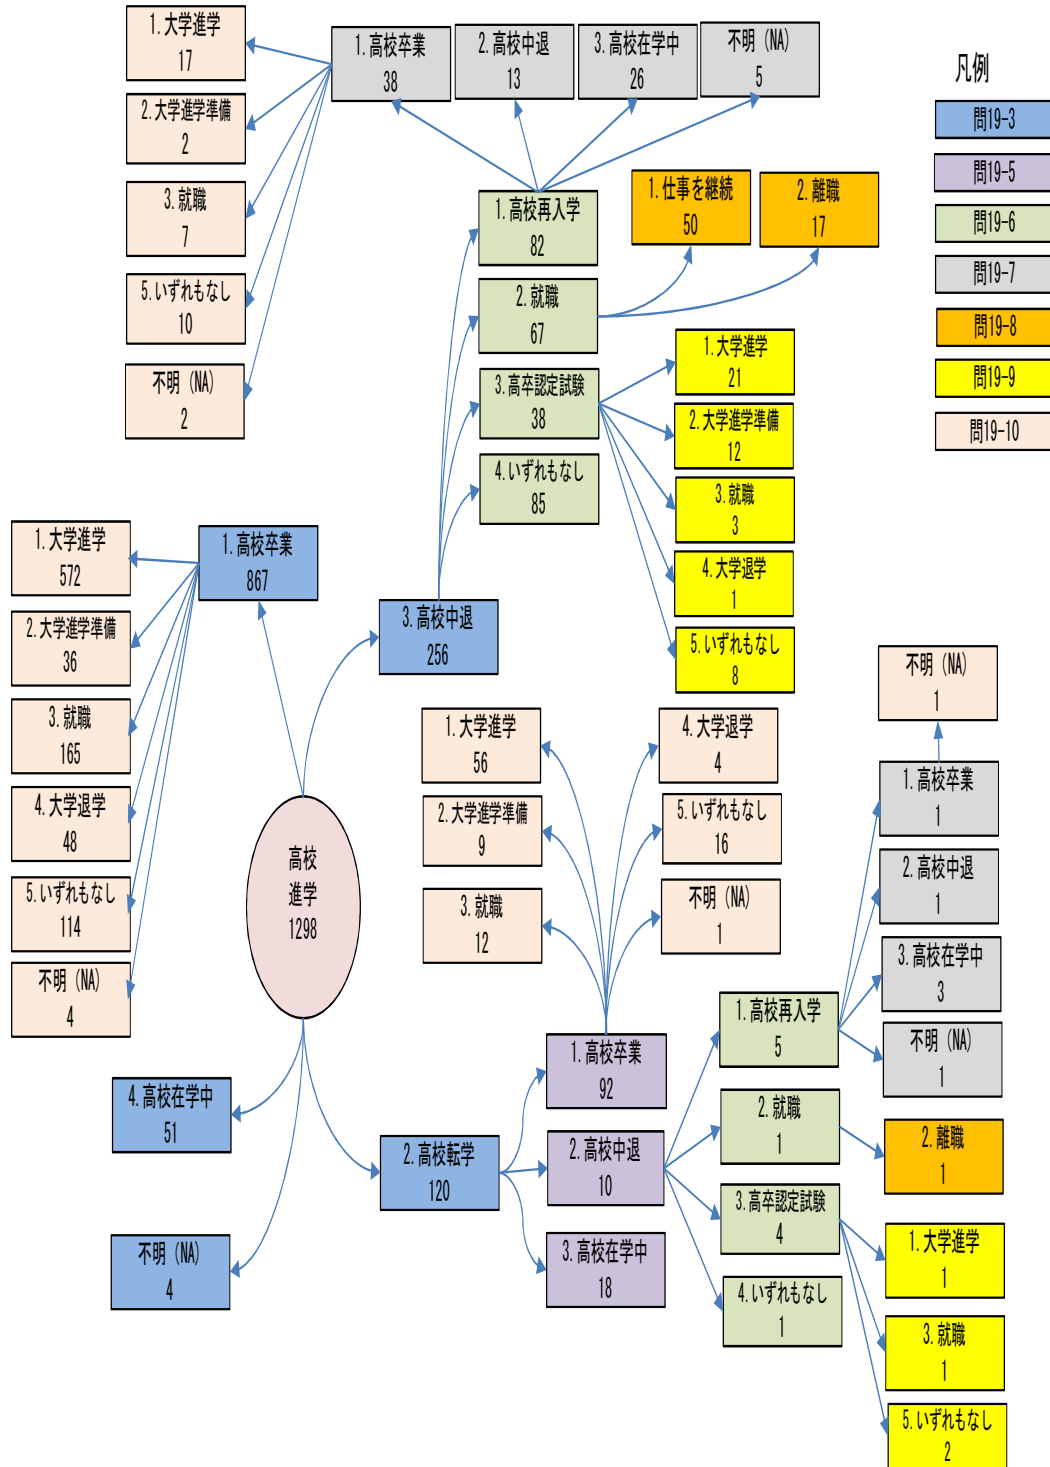 1.大学進学
17
2.大学進学準備
2
3.就職
7
5.いずれもなし
10
不明（NA）
2
1.高校卒業
38
2.高校中退
13
3.高校在学中
26
不明（NA）
5
凡例
問19-3
問19-5
問19-6
問19-7
問19-8
問19-9
問19-10
1.高校再入学
82
2.就職
67
3.高卒認定試験
38
4.いずれもなし
85
1.仕事を継続
50
2.離職
17
1.大学進学
21
2.大学進学準備
12
3.就職
3
4.大学退学
1
5.いずれもなし
8
1.大学進学
572
2.大学進学準備
36
3.就職
165
4.大学退学
48
5.いずれもなし
114
不明（NA）
4
1.高校卒業
867
3.高校中退
256
高校
進学
1298
4.高校在学中
51
不明（NA）
4
2.高校転学
120
1.大学進学
56
2.大学進学準備
9
3.就職
12
4.大学退学
4
5.いずれもなし
16
不明（NA）
1
1.高校卒業
92
2.高校中退
10
3.高校在学中
18
1.高校再入学
5
2.就職
1
3.高卒認定試験
4
4.いずれもなし
1
不明（NA）
1
1.高校卒業
1
2.高校中退
1
3.高校在学中
3
不明（NA）
1
2.離職
1
1.大学進学
1
3.就職
1
5.いずれもなし
2